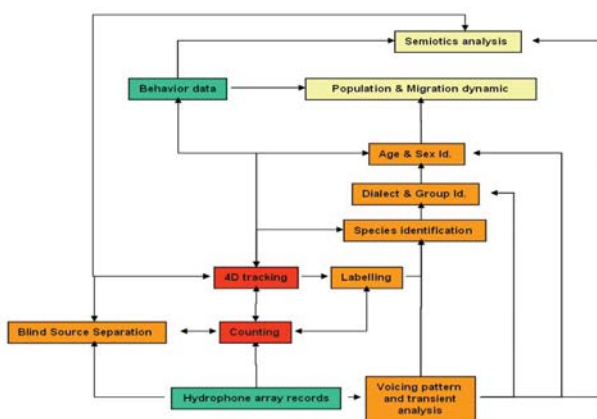 Semiotics analysis
Behavior data
Population & Migration dynamic
Age & Sex Id.
Dialect & Group Id.
Species identification
4D tracking
Labelling
Blind Source Separation
Counting
Hydrophone array records
Voicing pattern
and transient
analysis